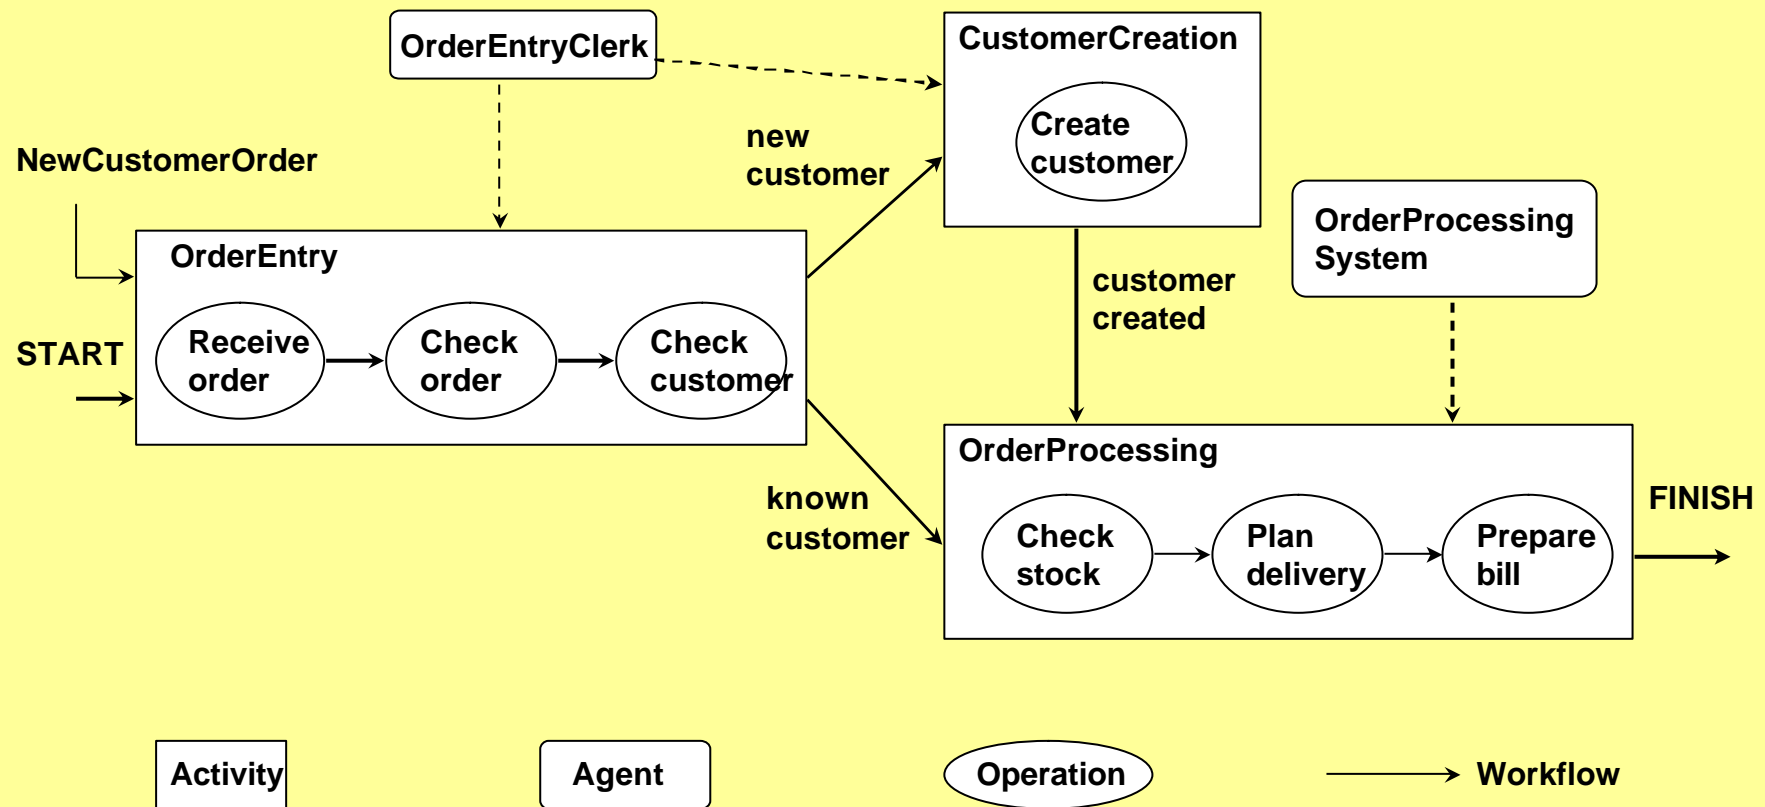 OrderEntryClerk
CustomerCreation
Create
customer
new
customer
NewCustomerOrder
OrderProcessing
System
OrderEntry
customer
created
START
Receive
order
Check
order
Check
customer
OrderProcessing
known
customer
Check
stock
Plan
delivery
Prepare
bill
FINISH
Activity
Agent
Operation
Workflow